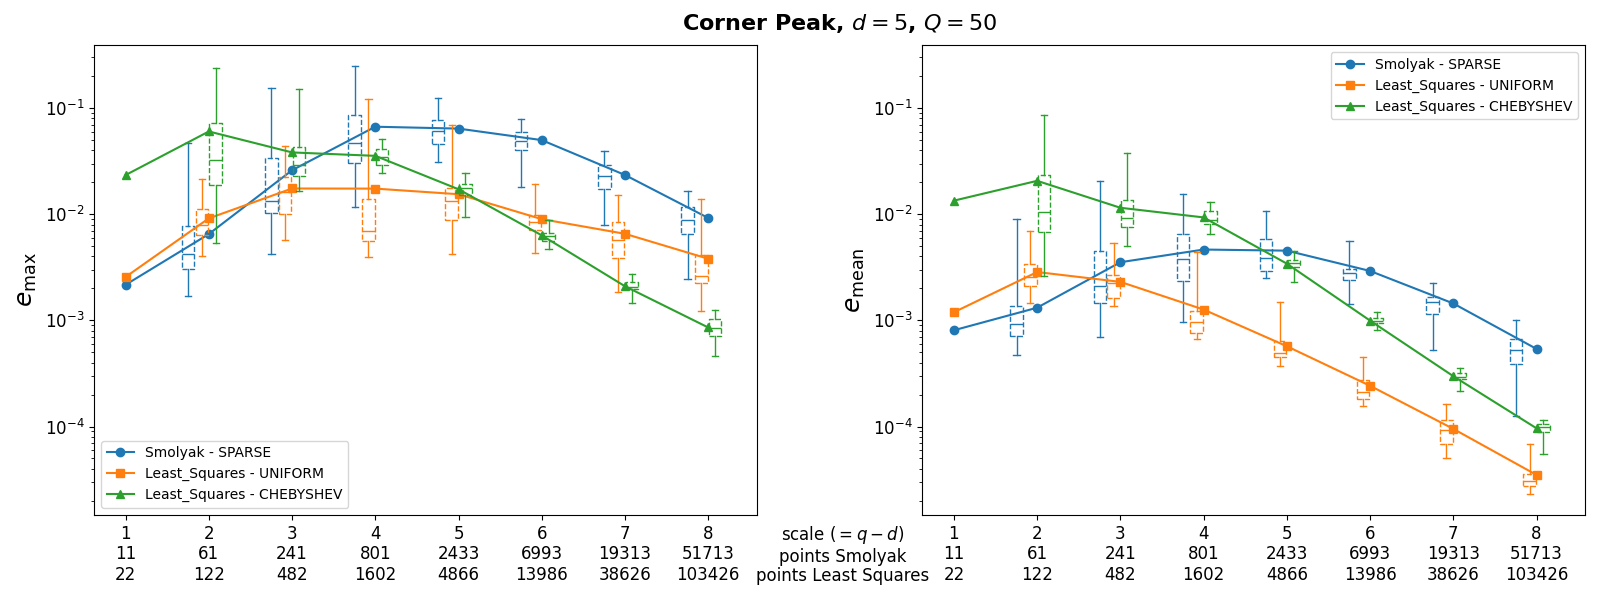 Corner Peak, d = 5, Q = 50
e_max
10⁻¹
10⁻²
10⁻³
10⁻⁴
Smolyak - SPARSE
Least_Squares - UNIFORM
Least_Squares - CHEBYSHEV
e_mean
10⁻¹
10⁻²
10⁻³
10⁻⁴
Smolyak - SPARSE
Least_Squares - UNIFORM
Least_Squares - CHEBYSHEV
1 2 3 4 5 6 7 8 scale (= q − d) 1 2 3 4 5 6 7 8
11 61 241 801 2433 6993 19313 51713 points Smolyak 11 61 241 801 2433 6993 19313 51713
22 122 482 1602 4866 13986 38626 103426 points Least Squares 22 122 482 1602 4866 13986 38626 103426